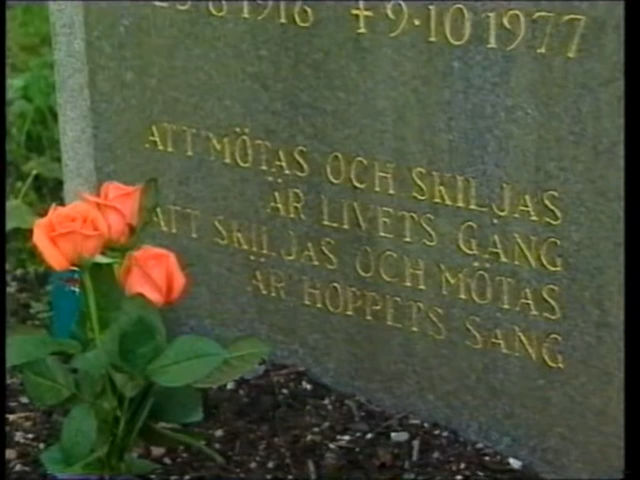 1916 ✝ 9·10 1977
ATT MÖTAS OCH SKILJAS
ÄR LIVETS GÅNG
ATT SKILJAS OCH MÖTAS
ÄR HOPPETS SÅNG